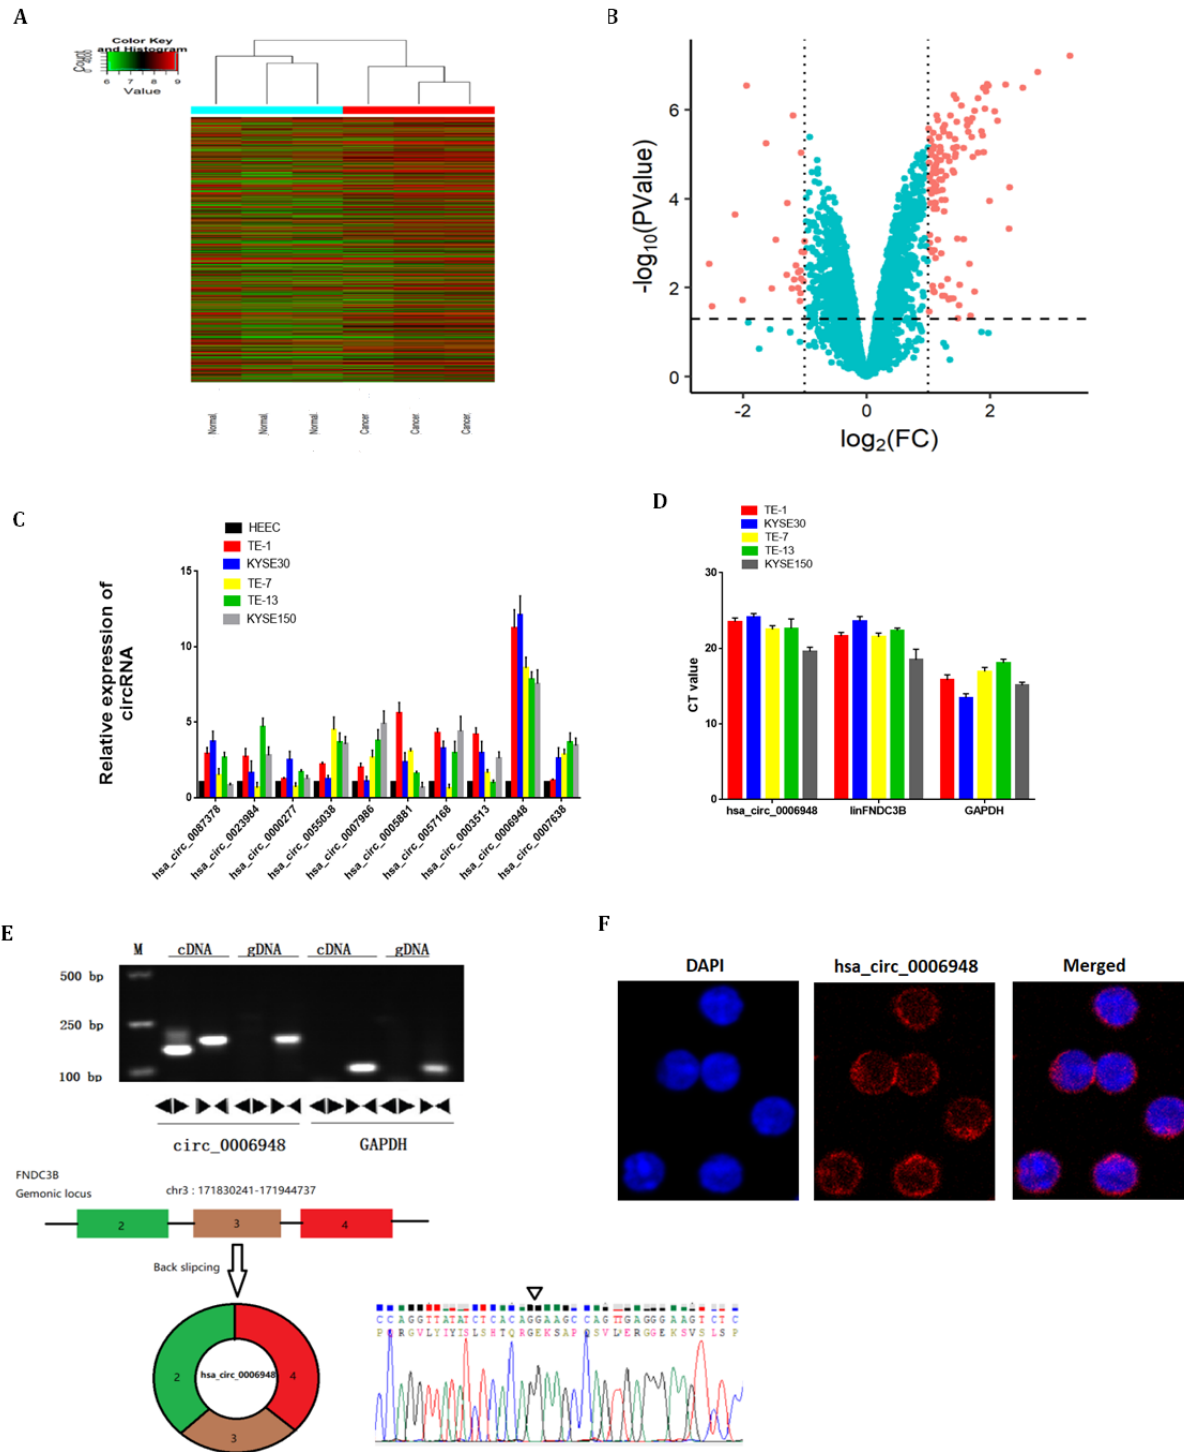 A
Color Key
and Histogram
Count
0 4000
6 7 8 9
Value
Normal.
Normal.
Normal.
Cancer.
Cancer.
Cancer.
B
-log10(PValue)
6
4
2
0
-2 0 2
log2(FC)
C
HEEC
TE-1
KYSE30
TE-7
TE-13
KYSE150
Relative expression of
circRNA
15
10
5
0
hsa_circ_0087378
hsa_circ_0023984
hsa_circ_0000277
hsa_circ_0055038
hsa_circ_0007986
hsa_circ_0005881
hsa_circ_0057168
hsa_circ_0003513
hsa_circ_0006948
hsa_circ_0007638
D
TE-1
KYSE30
TE-7
TE-13
KYSE150
CT value
30
20
10
0
hsa_circ_0006948 linFNDC3B GAPDH
E
M cDNA gDNA cDNA gDNA
500 bp
250 bp
100 bp
circ_0006948 GAPDH
FNDC3B
Gemonic locus
chr3 : 171830241-171944737
2 3 4
Back slipcing
2 hsa_circ_0006948 4
3
C C A G G T T A T A T C T C A C A G G A A G C C A G T T G A G G G A A G T C T C
F
DAPI hsa_circ_0006948 Merged